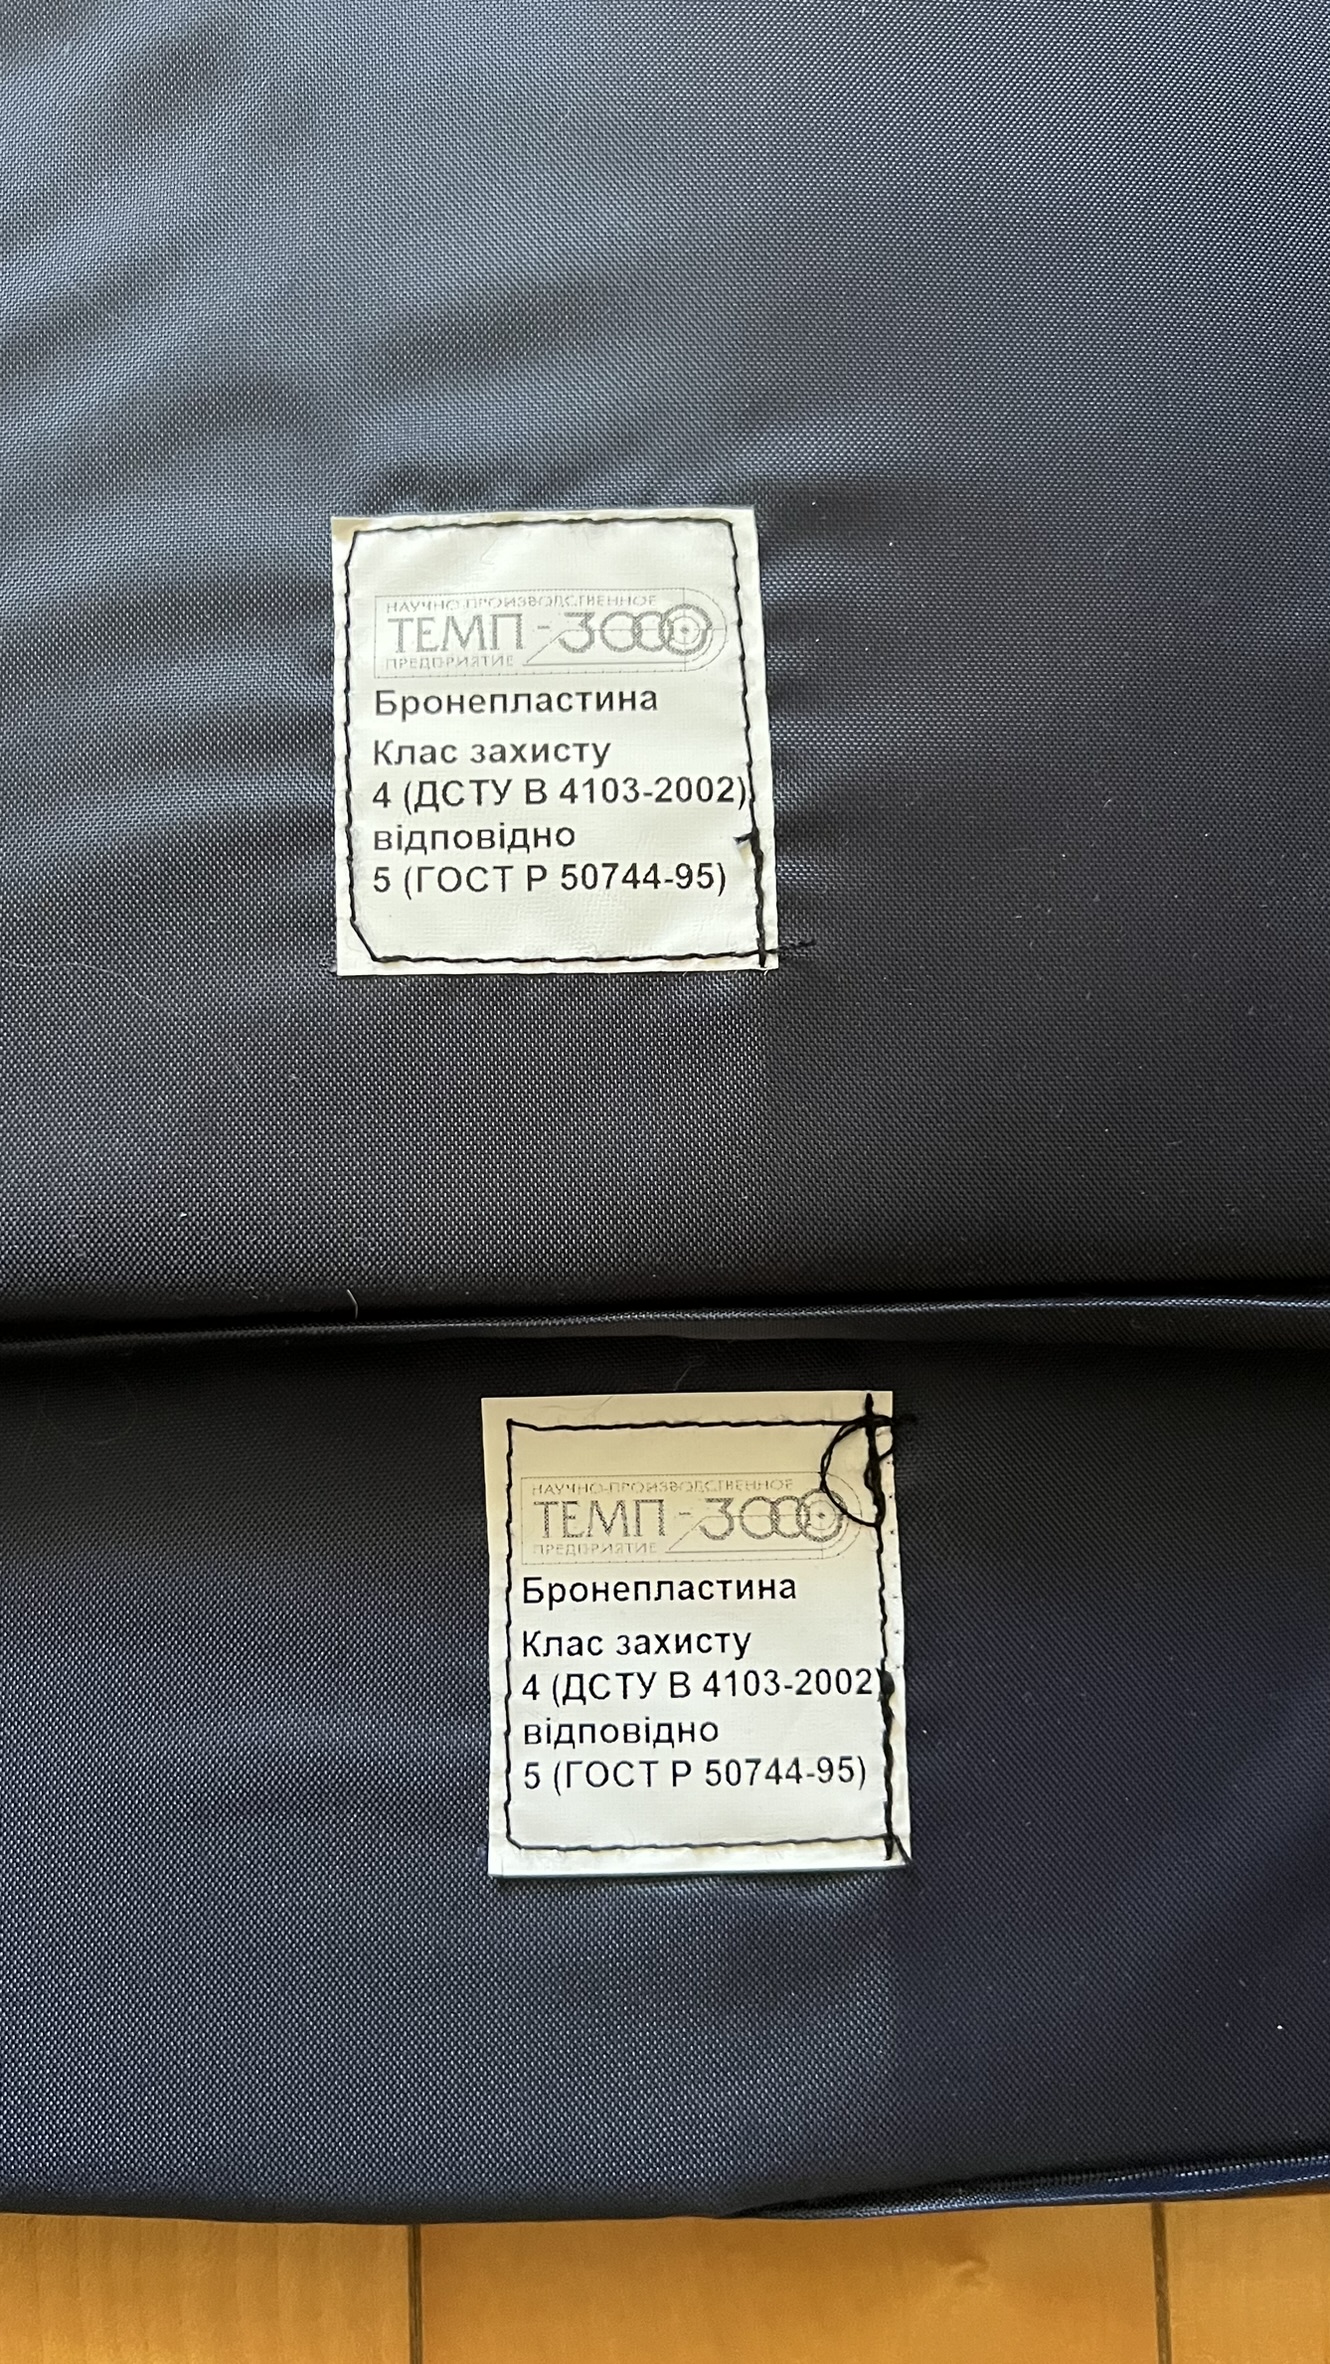 НАУЧНО-ПРОИЗВОДСТВЕННОЕ
ТЕМП-3000
ПРЕДПРИЯТИЕ
Бронепластина
Клас захисту
4 (ДСТУ В 4103-2002)
відповідно
5 (ГОСТ Р 50744-95)
НАУЧНО-ПРОИЗВОДСТВЕННОЕ
ТЕМП-3000
ПРЕДПРИЯТИЕ
Бронепластина
Клас захисту
4 (ДСТУ В 4103-2002)
відповідно
5 (ГОСТ Р 50744-95)